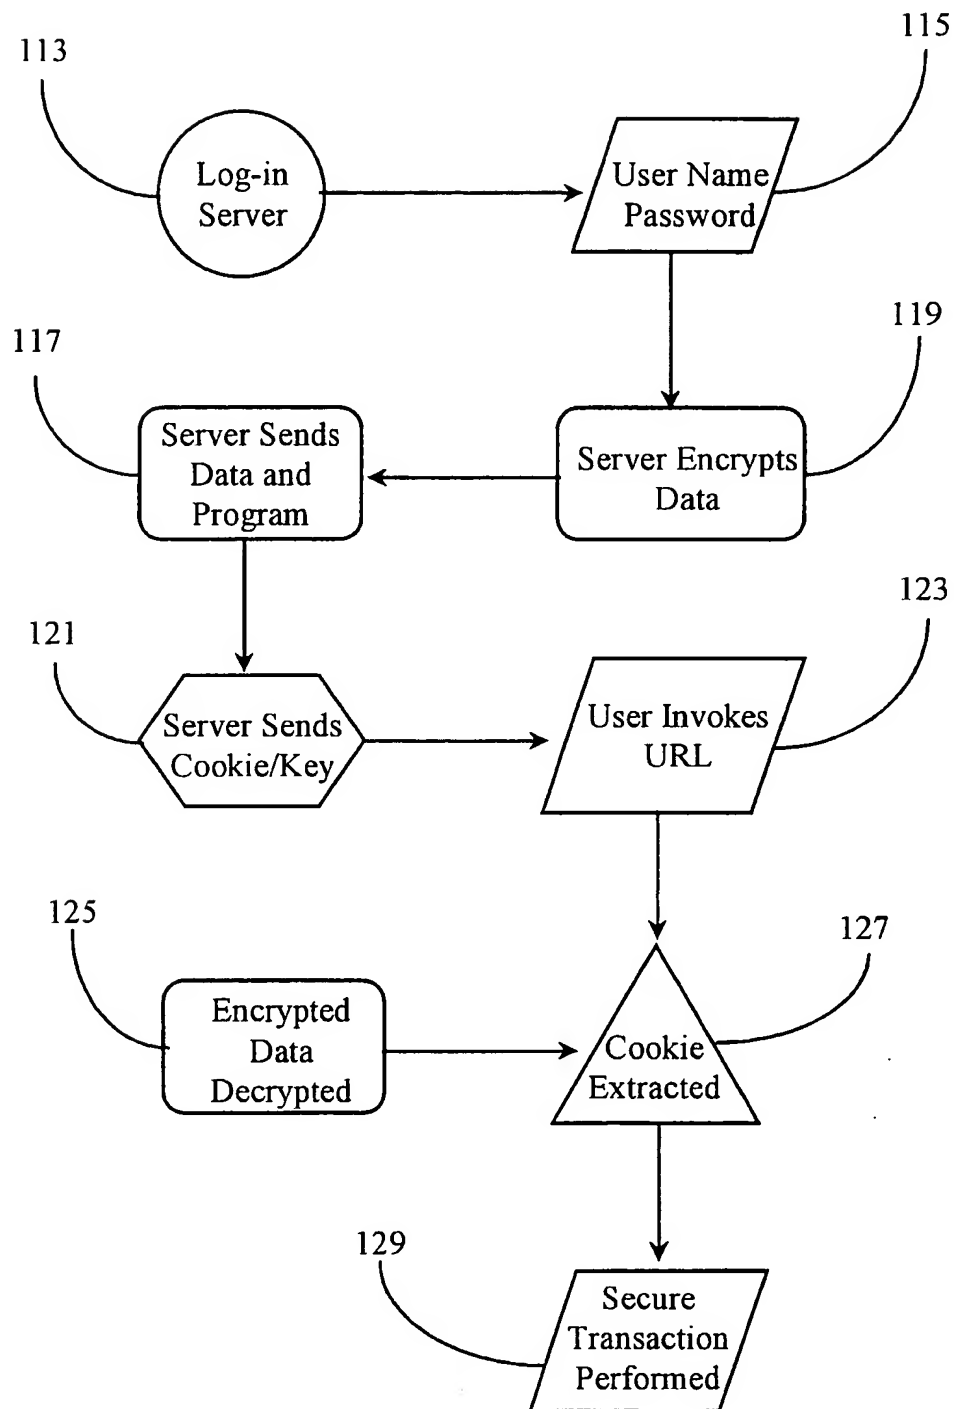 113
115
Log-in
Server
User Name
Password
117
119
Server Sends
Data and
Program
Server Encrypts
Data
121
123
Server Sends
Cookie/Key
User Invokes
URL
125
127
Encrypted
Data
Decrypted
Cookie
Extracted
129
Secure
Transaction
Performed